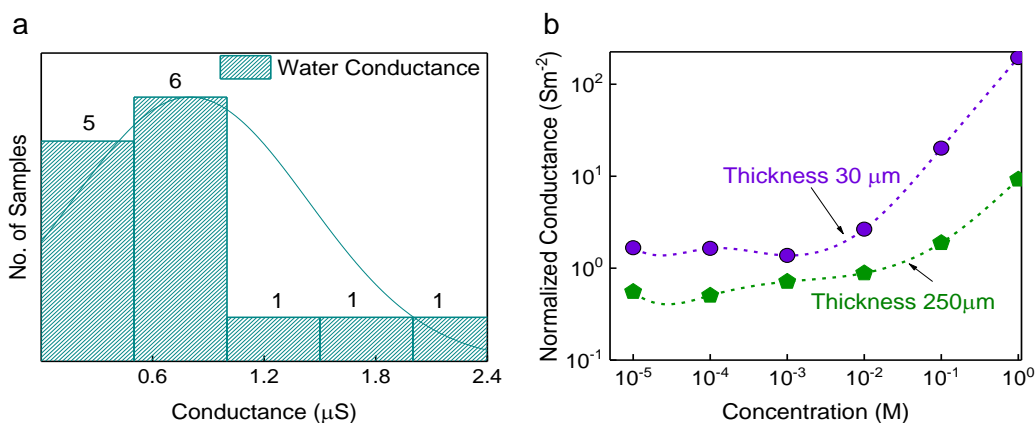 a
Water Conductance
5
6
1
1
1
No. of Samples
0.6
1.2
1.8
2.4
Conductance (μS)
b
Normalized Conductance (Sm⁻²)
10²
10¹
10⁰
10⁻¹
Thickness 30 μm
Thickness 250μm
10⁻⁵
10⁻⁴
10⁻³
10⁻²
10⁻¹
10⁰
Concentration (M)